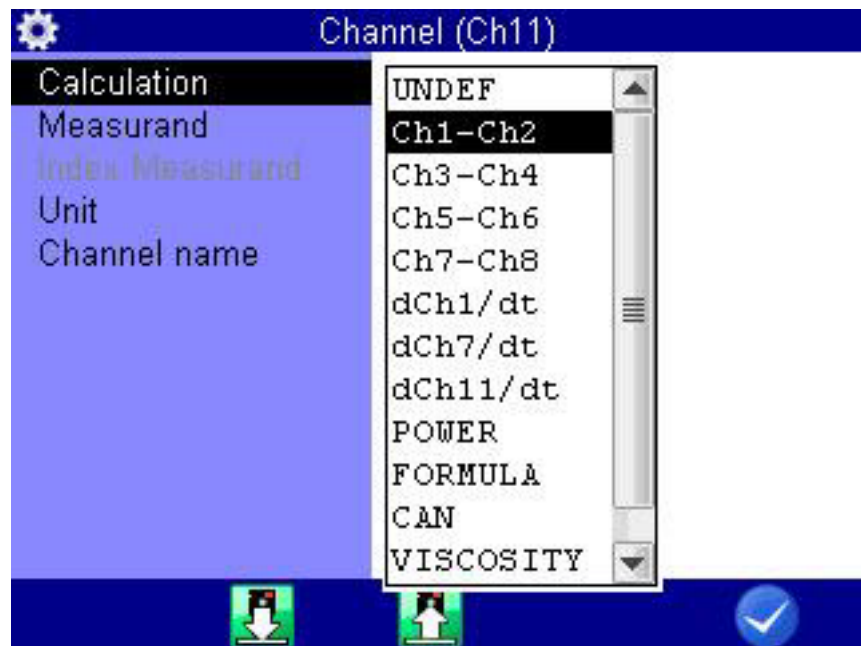 Channel (Ch11)
Calculation
Measurand
Index Measurand
Unit
Channel name
UNDEF
Ch1-Ch2
Ch3-Ch4
Ch5-Ch6
Ch7-Ch8
dCh1/dt
dCh7/dt
dCh11/dt
POWER
FORMULA
CAN
VISCOSITY